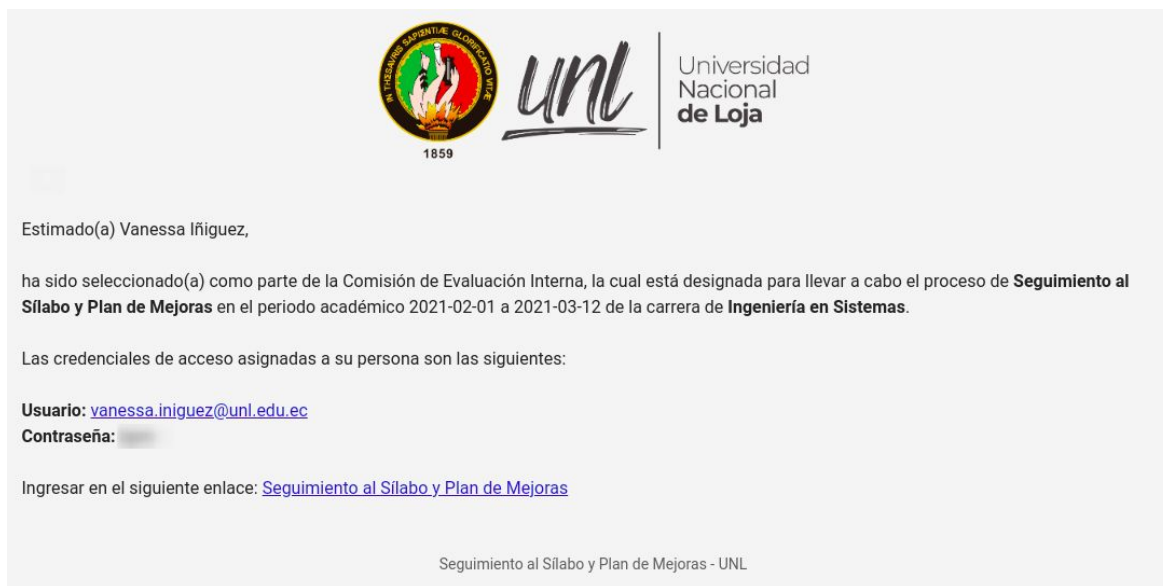 IN THESAVRIS SAPIENTIÆ GLORIFICATIO VITÆ
1859
unl
Universidad
Nacional
de Loja
Estimado(a) Vanessa Iñiguez,
ha sido seleccionado(a) como parte de la Comisión de Evaluación Interna, la cual está designada para llevar a cabo el proceso de Seguimiento al
Sílabo y Plan de Mejoras en el periodo académico 2021-02-01 a 2021-03-12 de la carrera de Ingeniería en Sistemas.
Las credenciales de acceso asignadas a su persona son las siguientes:
Usuario: vanessa.iniguez@unl.edu.ec
Contraseña:
Ingresar en el siguiente enlace: Seguimiento al Sílabo y Plan de Mejoras
Seguimiento al Sílabo y Plan de Mejoras - UNL